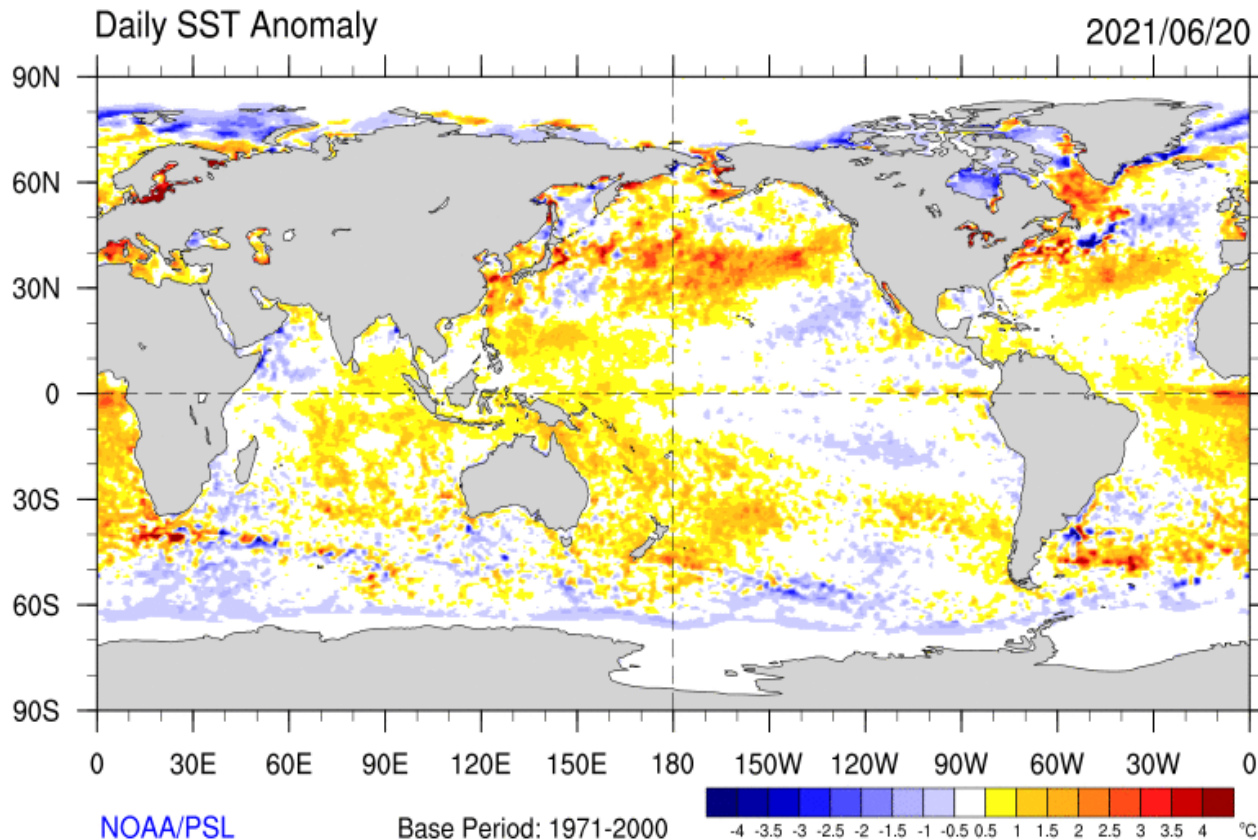 Daily SST Anomaly 2021/06/20
90N
60N
30N
0
30S
60S
90S
0 30E 60E 90E 120E 150E 180 150W 120W 90W 60W 30W 0
-4 -3.5 -3 -2.5 -2 -1.5 -1 -0.5 0.5 1 1.5 2 2.5 3 3.5 4
NOAA/PSL Base Period: 1971-2000